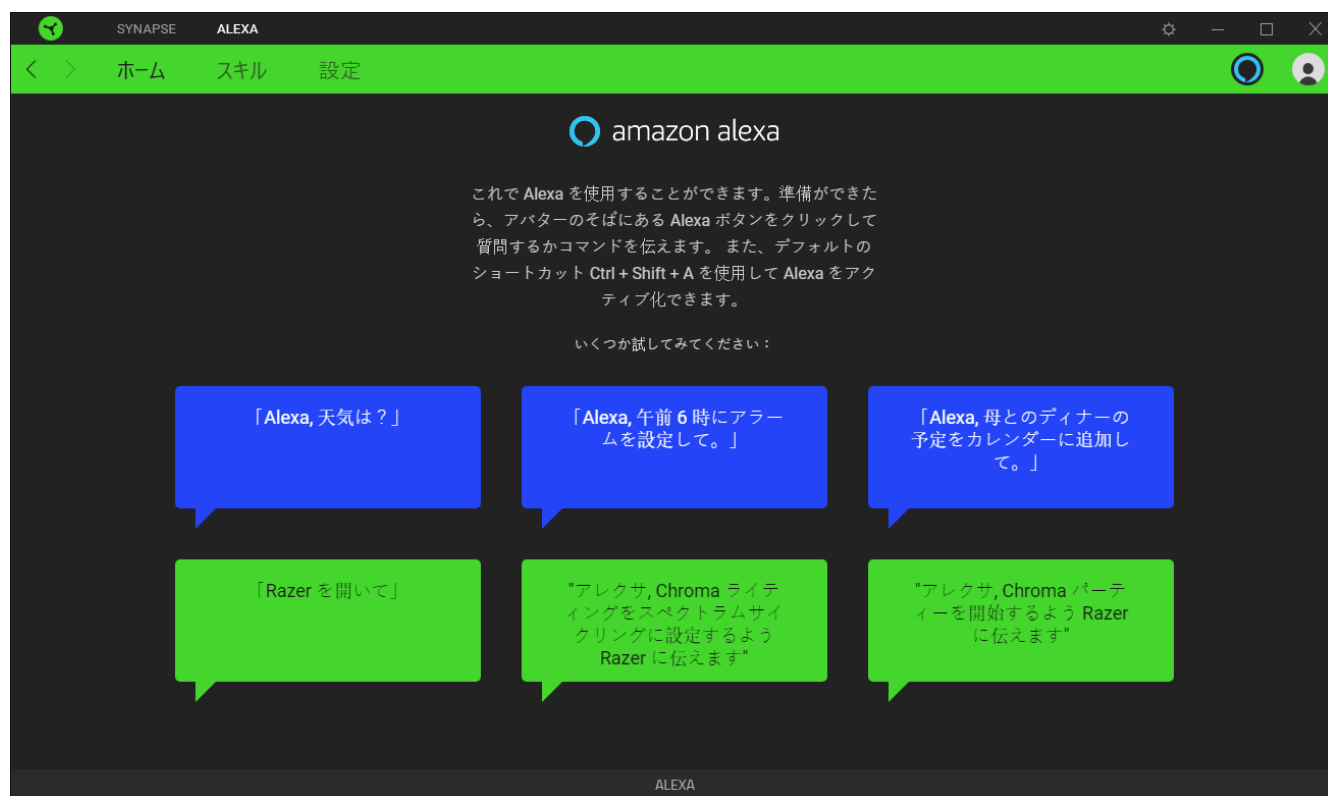 SYNAPSE ALEXA
ホーム スキル 設定
amazon alexa
これで Alexa を使用することができます。準備ができた
ら、アバターのそばにある Alexa ボタンをクリックして
質問するかコマンドを伝えます。 また、デフォルトの
ショートカット Ctrl + Shift + A を使用して Alexa をアク
ティブ化できます。
いくつか試してみてください：
「Alexa, 天気は？」
「Alexa, 午前 6 時にアラー
ムを設定して。」
「Alexa, 母とのディナーの
予定をカレンダーに追加し
て。」
「Razer を開いて」
"アレクサ, Chroma ライテ
ィングをスペクトラムサイ
クリングに設定するよう
Razer に伝えます"
"アレクサ, Chroma パーテ
ィーを開始するよう Razer
に伝えます"
ALEXA